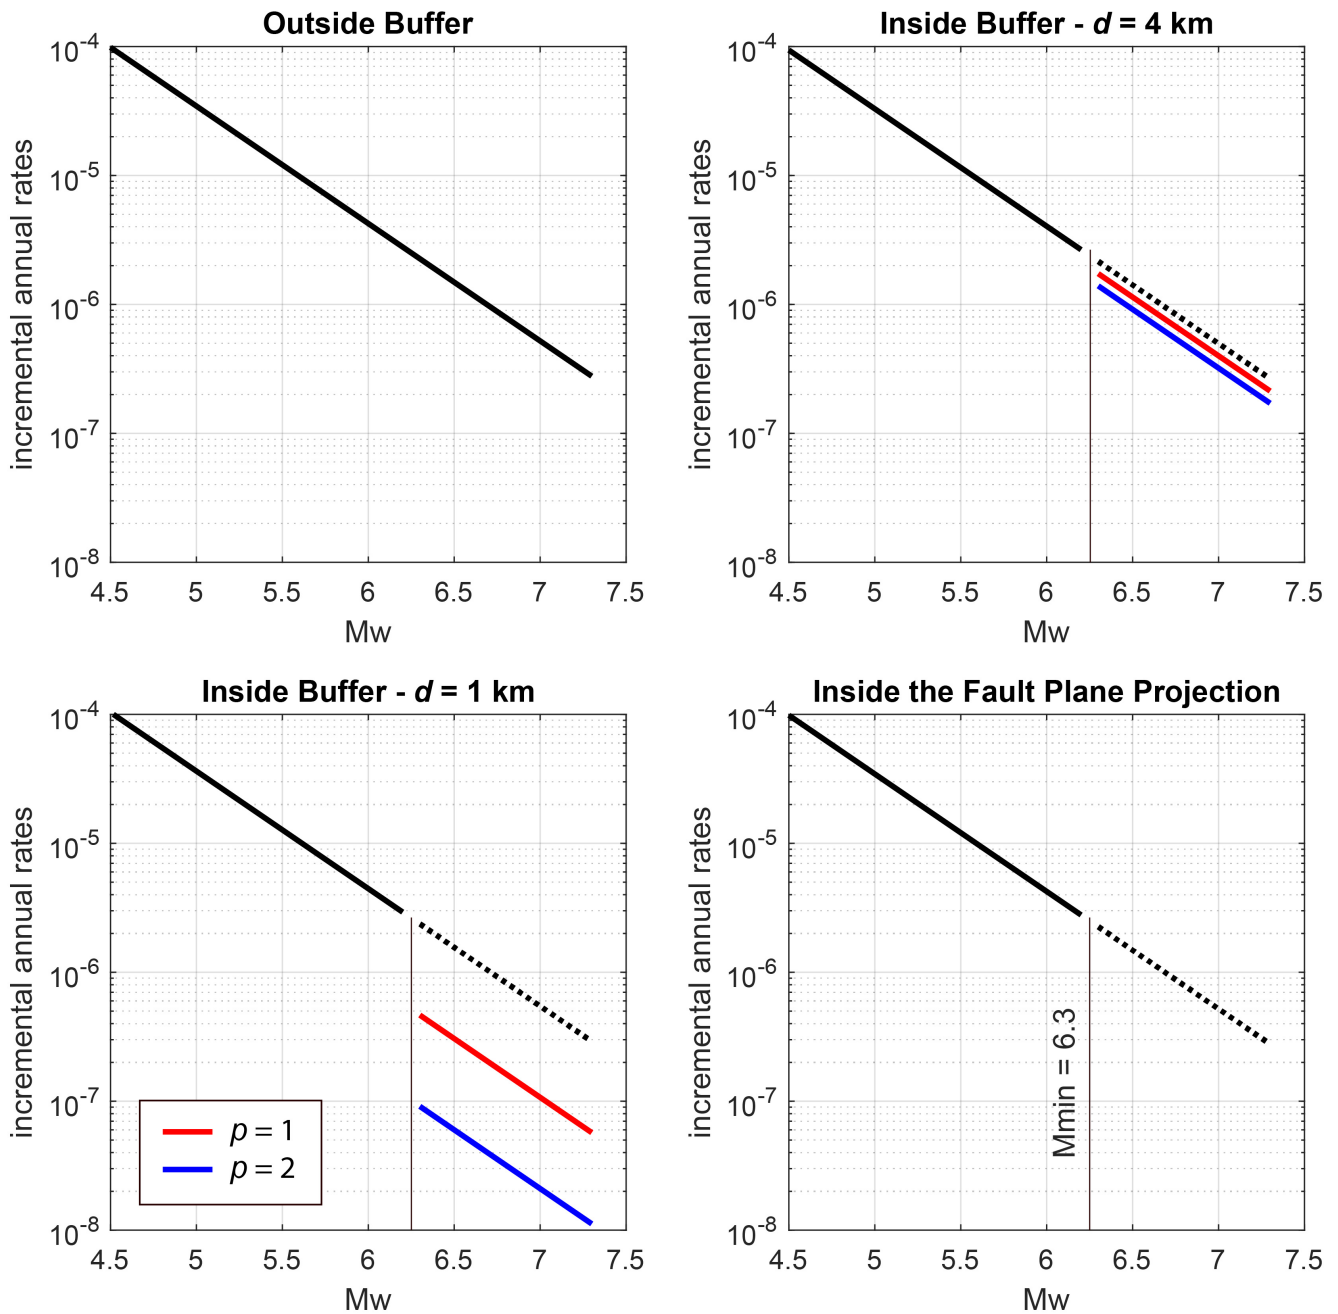 Outside Buffer
10-4
10-5
10-6
10-7
10-8
4.5 5 5.5 6 6.5 7 7.5
Mw
incremental annual rates
Inside Buffer - d = 4 km
10-4
10-5
10-6
10-7
10-8
4.5 5 5.5 6 6.5 7 7.5
Mw
incremental annual rates
Inside Buffer - d = 1 km
10-4
10-5
10-6
10-7
10-8
4.5 5 5.5 6 6.5 7 7.5
Mw
incremental annual rates
p = 1
p = 2
Inside the Fault Plane Projection
10-4
10-5
10-6
10-7
10-8
4.5 5 5.5 6 6.5 7 7.5
Mw
incremental annual rates
Mmin = 6.3